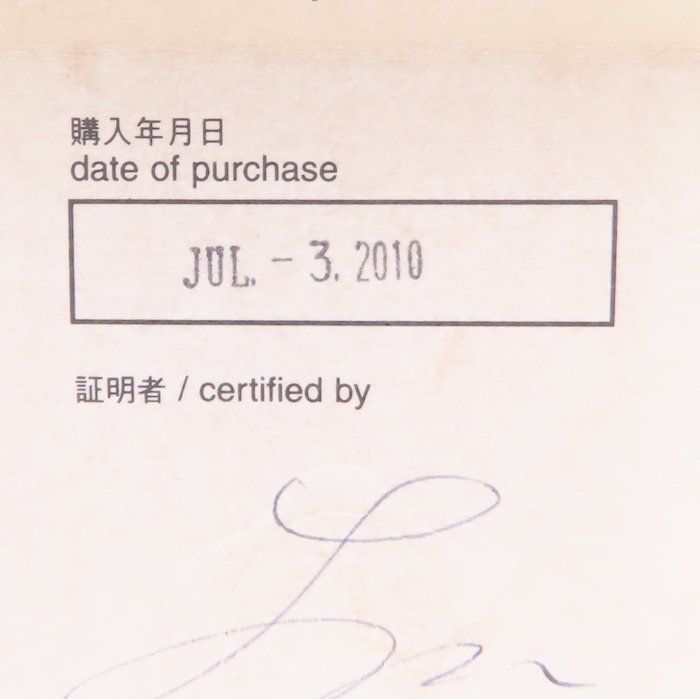 購入年月日
date of purchase
JUL. - 3. 2010
証明者 / certified by